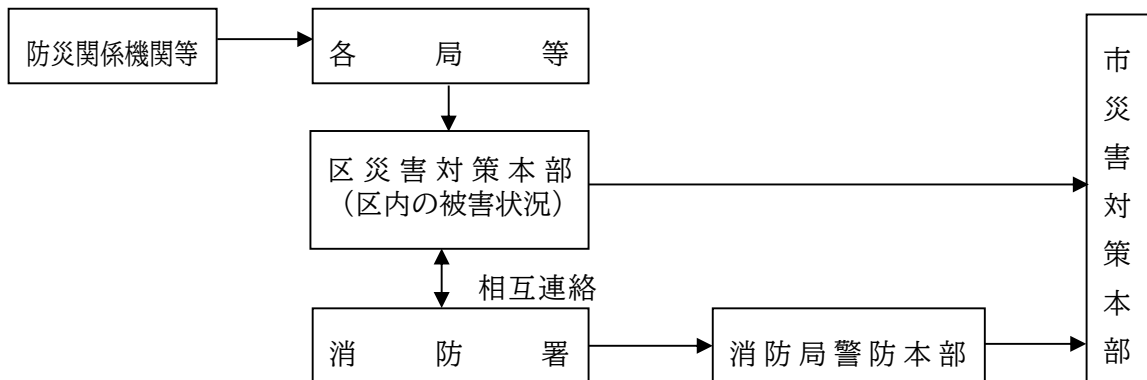 防災関係機関等
各局等
区災害対策本部
（区内の被害状況）
相互連絡
消防署
消防局警防本部
市災害対策本部